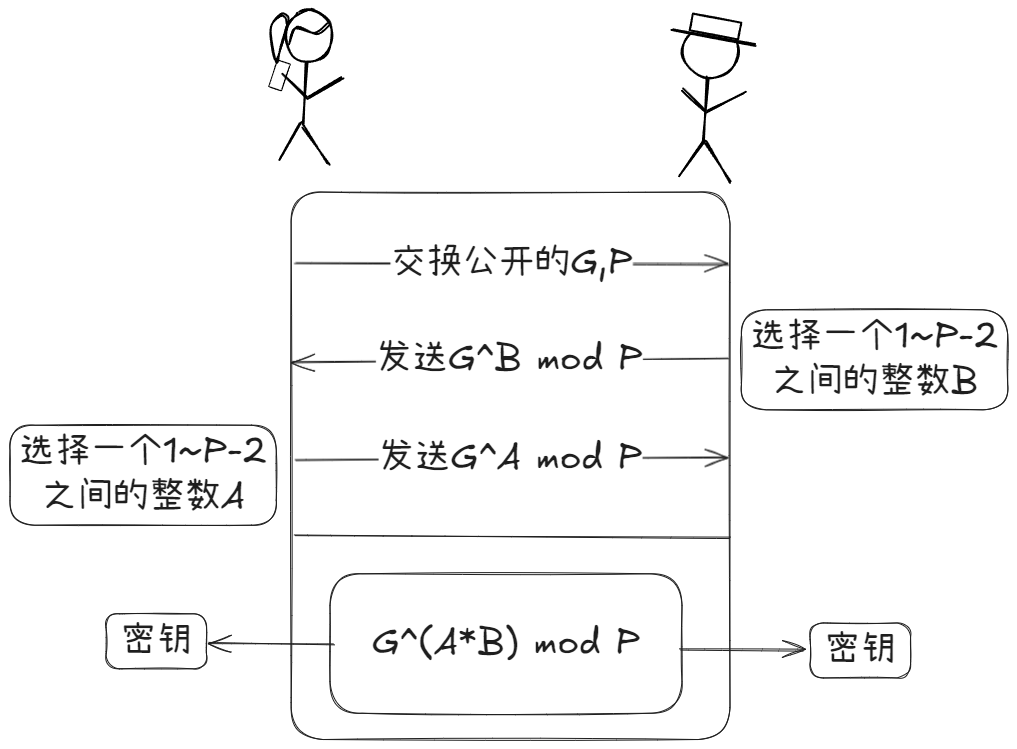 交换公开的G,P
发送G^B mod P
选择一个1~P-2
之间的整数B
发送G^A mod P
选择一个1~P-2
之间的整数A
G^(A*B) mod P
密钥
密钥